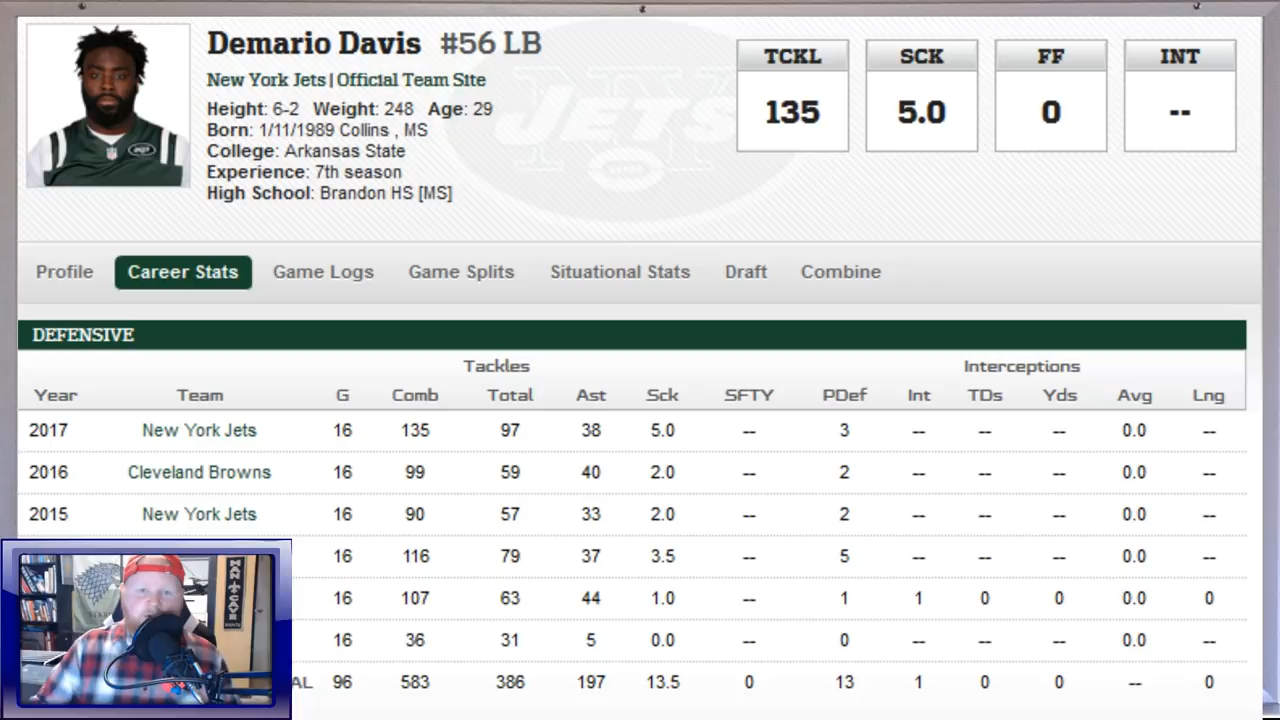 Demario Davis #56 LB
New York Jets | Official Team Site
Height: 6-2 Weight: 248 Age: 29
Born: 1/11/1989 Collins , MS
College: Arkansas State
Experience: 7th season
High School: Brandon HS [MS]
JETS
TCKL SCK FF INT
135 5.0 0 --
Profile Career Stats Game Logs Game Splits Situational Stats Draft Combine
DEFENSIVE
Tackles Interceptions
Year Team G Comb Total Ast Sck SFTY PDef Int TDs Yds Avg Lng
2017 New York Jets 16 135 97 38 5.0 -- 3 -- -- -- 0.0 --
2016 Cleveland Browns 16 99 59 40 2.0 -- 2 -- -- -- 0.0 --
2015 New York Jets 16 90 57 33 2.0 -- 2 -- -- -- 0.0 --
16 116 79 37 3.5 -- 5 -- -- -- 0.0 --
16 107 63 44 1.0 -- 1 1 0 0 0.0 0
16 36 31 5 0.0 -- 0 -- -- -- 0.0 --
AL 96 583 386 197 13.5 0 13 1 0 0 -- 0
MAN CAVE